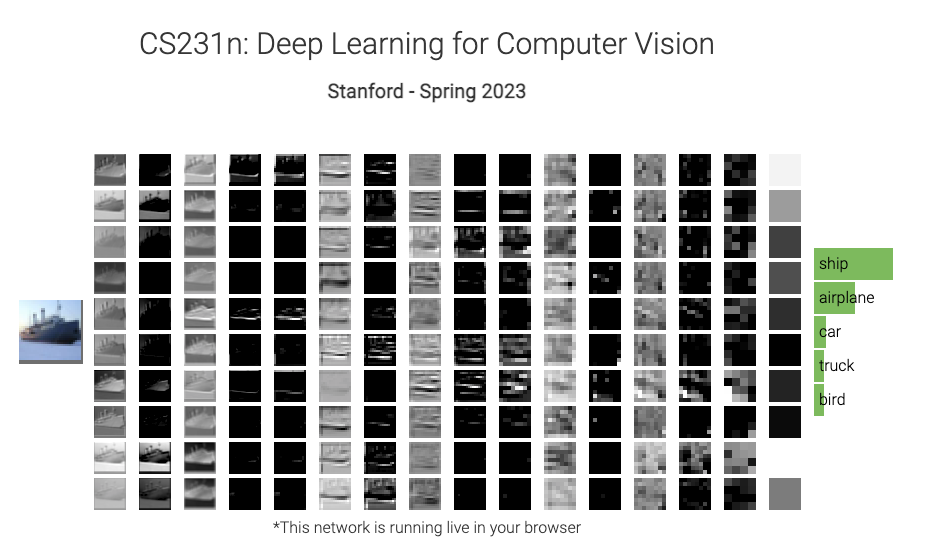 CS231n: Deep Learning for Computer Vision
Stanford - Spring 2023
ship
airplane
car
truck
bird
*This network is running live in your browser